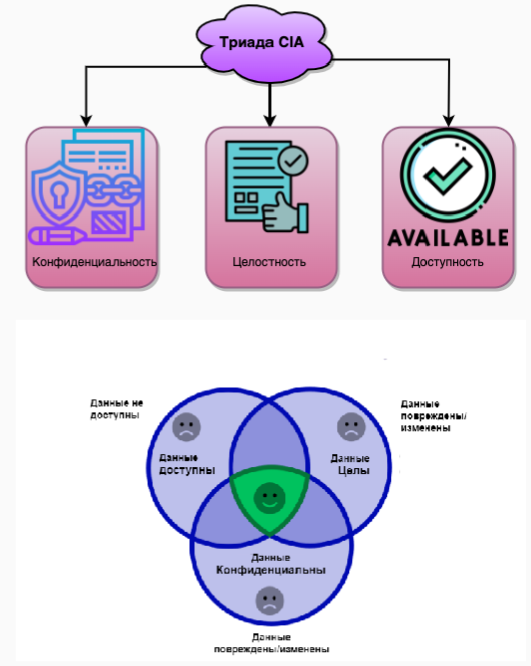 Триада CIA
AVAILABLE
Конфиденциальность
Целостность
Доступность
Данные не
доступны
Данные
повреждены/
изменены
Данные
доступны
Данные
Целы
Данные
Конфиденциальны
Данные
повреждены/изменены